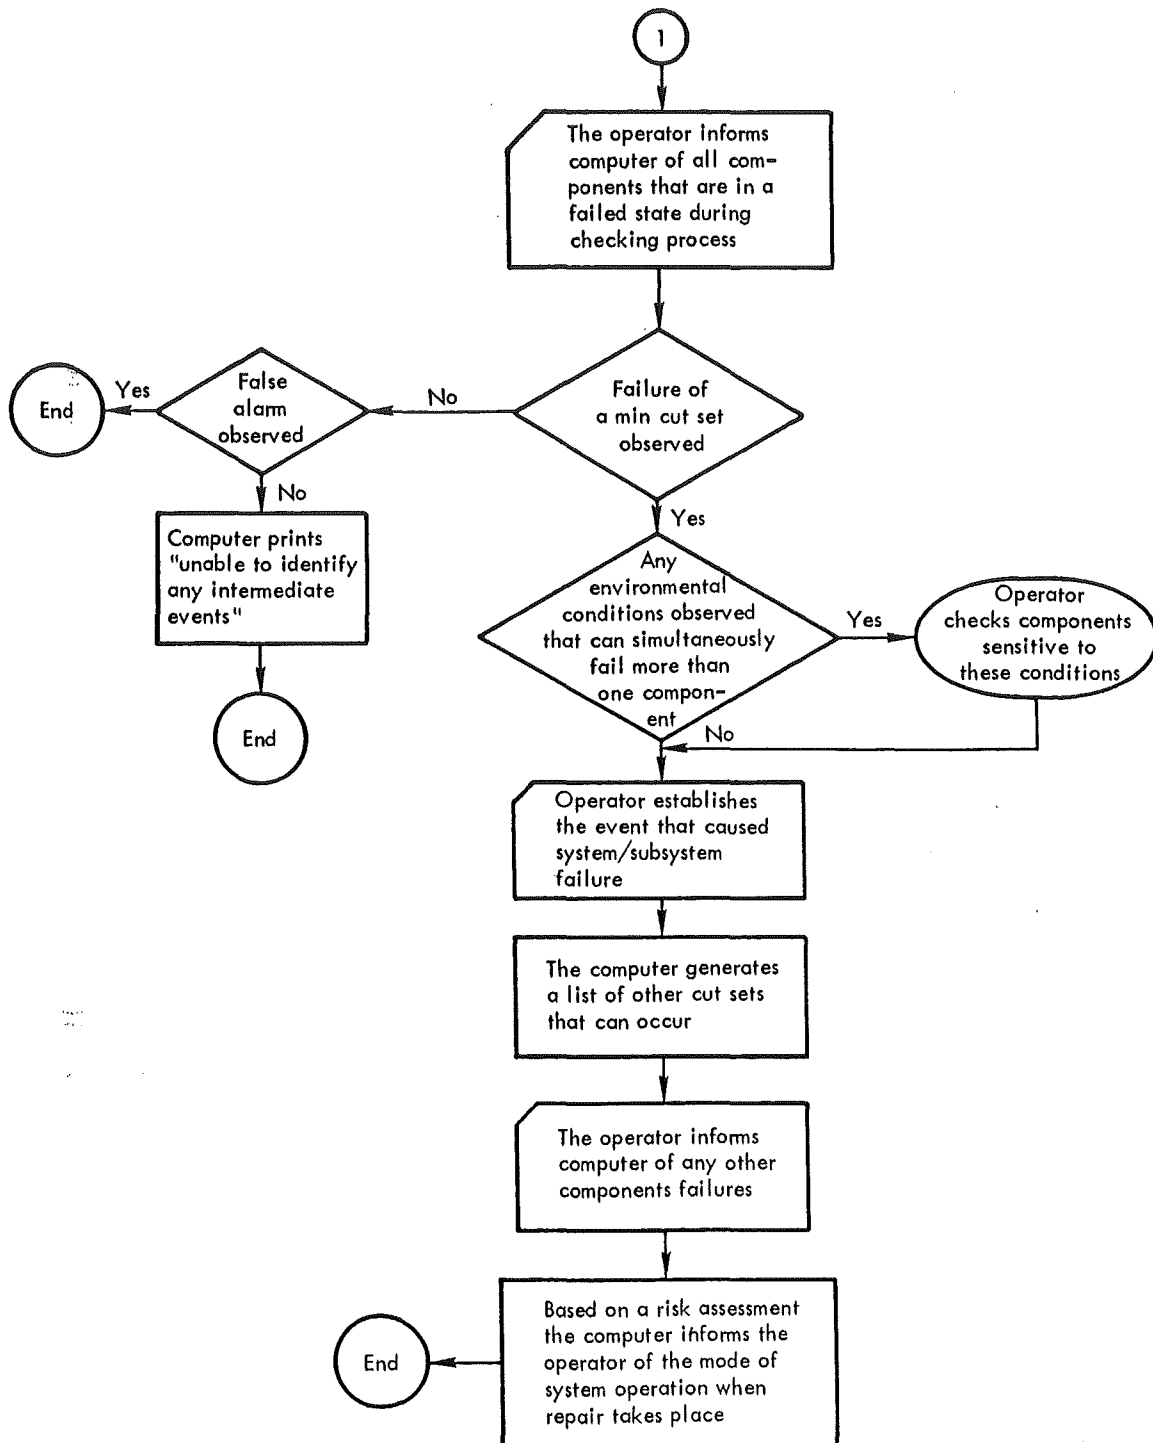 1
The operator informs
computer of all com-
ponents that are in a
failed state during
checking process
Failure of
a min cut set
observed
No
False
alarm
observed
Yes
End
No
Computer prints
"unable to identify
any intermediate
events"
End
Yes
Any
environmental
conditions observed
that can simultaneously
fail more than
one compon-
ent
Yes
Operator
checks components
sensitive to
these conditions
No
Operator establishes
the event that caused
system/subsystem
failure
The computer generates
a list of other cut sets
that can occur
The operator informs
computer of any other
components failures
Based on a risk assessment
the computer informs the
operator of the mode of
system operation when
repair takes place
End